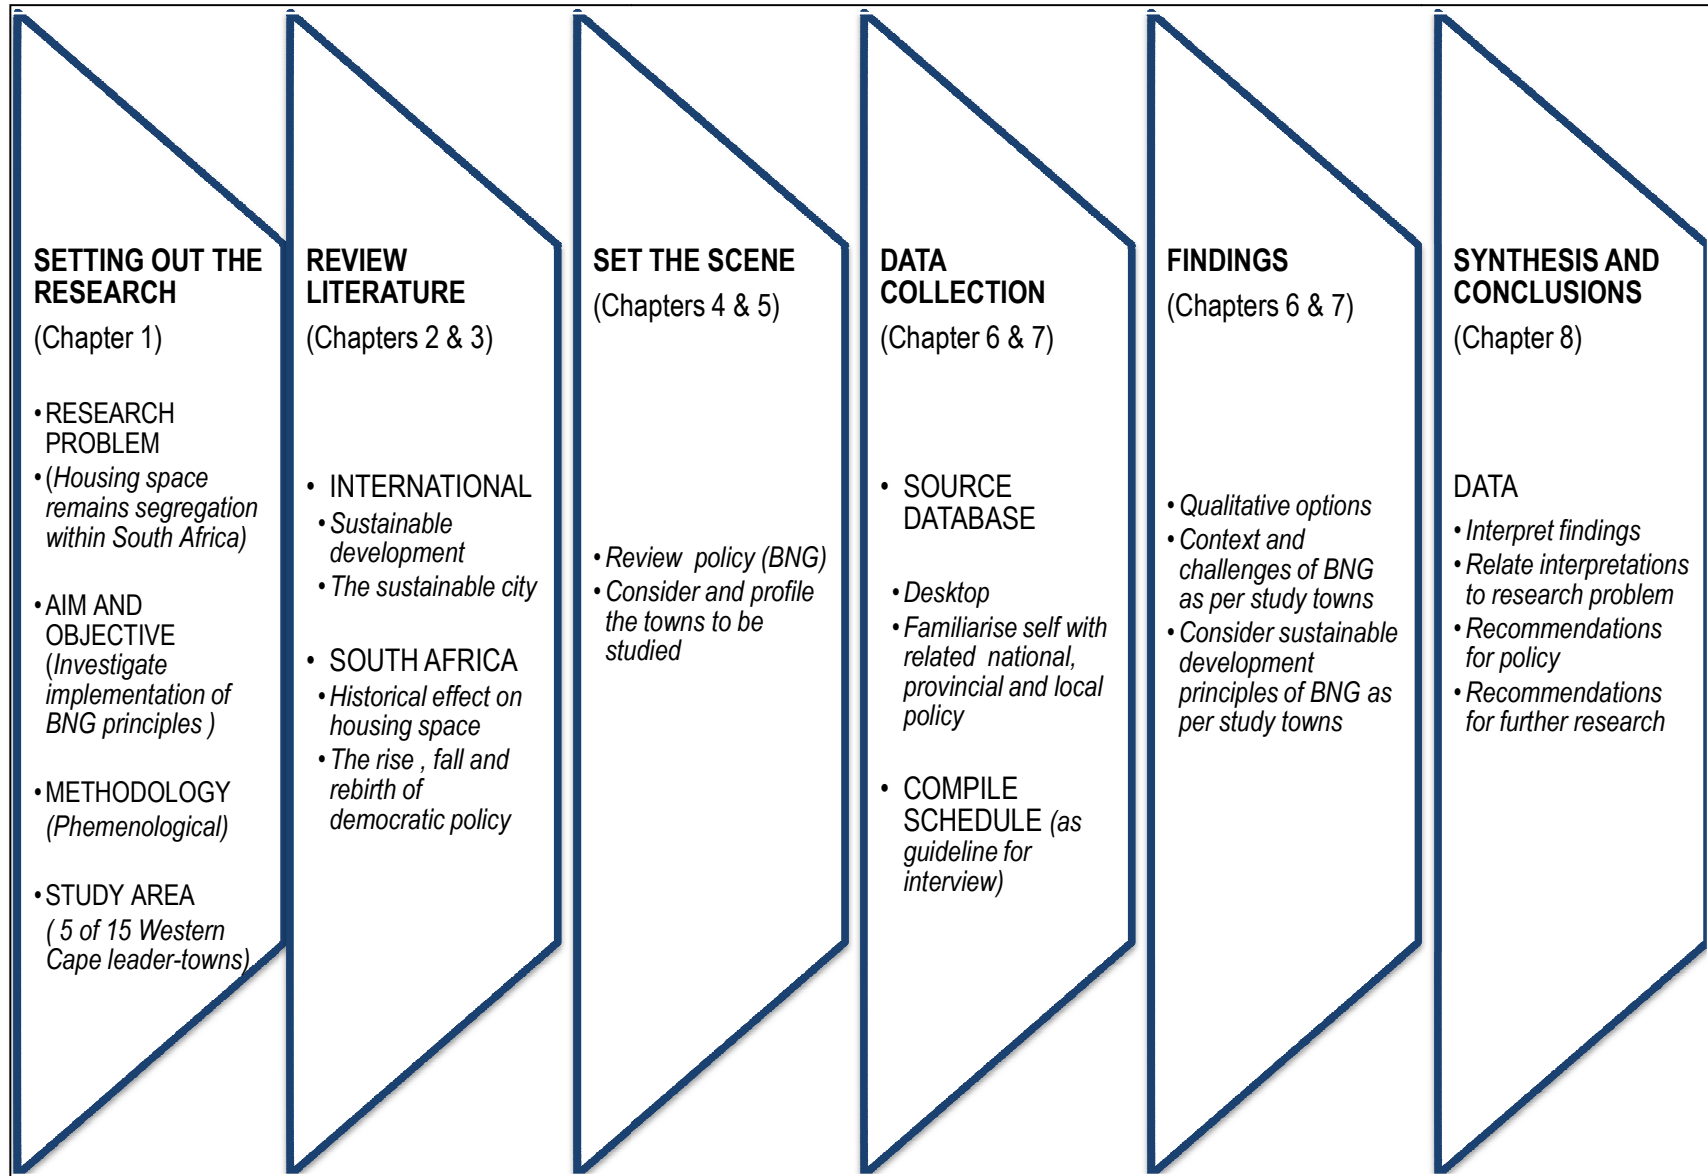 SETTING OUT THE
RESEARCH
(Chapter 1)
• RESEARCH
PROBLEM
• (Housing space
remains segregation
within South Africa)
• AIM AND
OBJECTIVE
(Investigate
implementation of
BNG principles )
• METHODOLOGY
(Phemenological)
• STUDY AREA
( 5 of 15 Western
Cape leader-towns)
REVIEW
LITERATURE
(Chapters 2 & 3)
• INTERNATIONAL
• Sustainable
development
• The sustainable city
• SOUTH AFRICA
• Historical effect on
housing space
• The rise , fall and
rebirth of
democratic policy
SET THE SCENE
(Chapters 4 & 5)
• Review policy (BNG)
• Consider and profile
the towns to be
studied
DATA
COLLECTION
(Chapter 6 & 7)
• SOURCE
DATABASE
• Desktop
• Familiarise self with
related national,
provincial and local
policy
• COMPILE
SCHEDULE (as
guideline for
interview)
FINDINGS
(Chapters 6 & 7)
• Qualitative options
• Context and
challenges of BNG
as per study towns
• Consider sustainable
development
principles of BNG as
per study towns
SYNTHESIS AND
CONCLUSIONS
(Chapter 8)
DATA
• Interpret findings
• Relate interpretations
to research problem
• Recommendations
for policy
• Recommendations
for further research